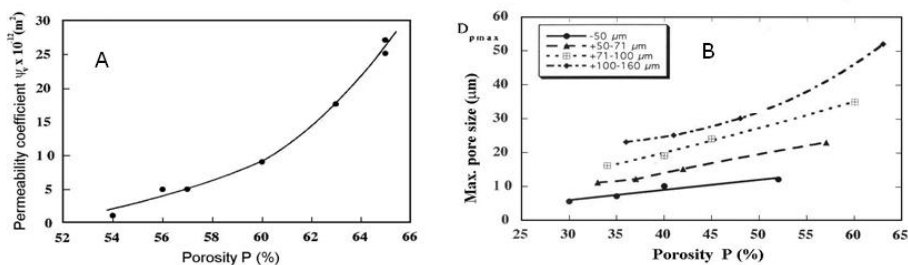 A
Permeability coefficient ψᵥ x 10¹² (m²)
30
25
20
15
10
5
0
52 54 56 58 60 62 64 66
Porosity P (%)
D p max
B
-50 µm
+50-71 µm
+71-100 µm
+100-160 µm
Max. pore size (µm)
60
50
40
30
20
10
0
25 30 35 40 45 50 55 60 65
Porosity P (%)